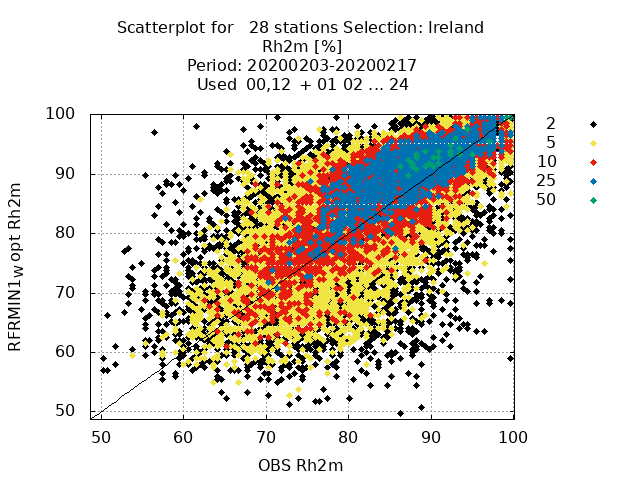 Scatterplot for   28 stations Selection: Ireland
Rh2m [%]
Period: 20200203-20200217
Used  00,12  + 01 02 ... 24
100
90
80
70
60
50
50
60
70
80
90
100
RFRMIN1_W opt Rh2m
OBS Rh2m
2
5
10
25
50